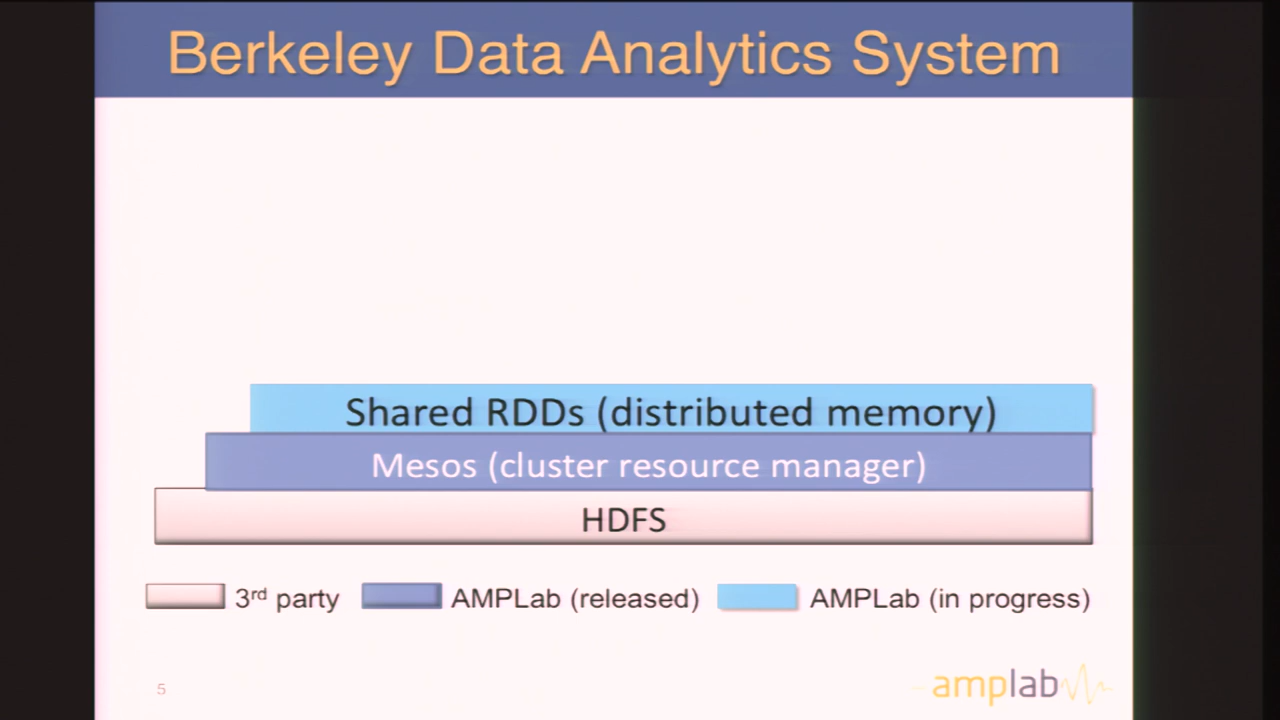 Berkeley Data Analytics System
Shared RDDs (distributed memory)
Mesos (cluster resource manager)
HDFS
3rd party
AMPLab (released)
AMPLab (in progress)
5
amplab